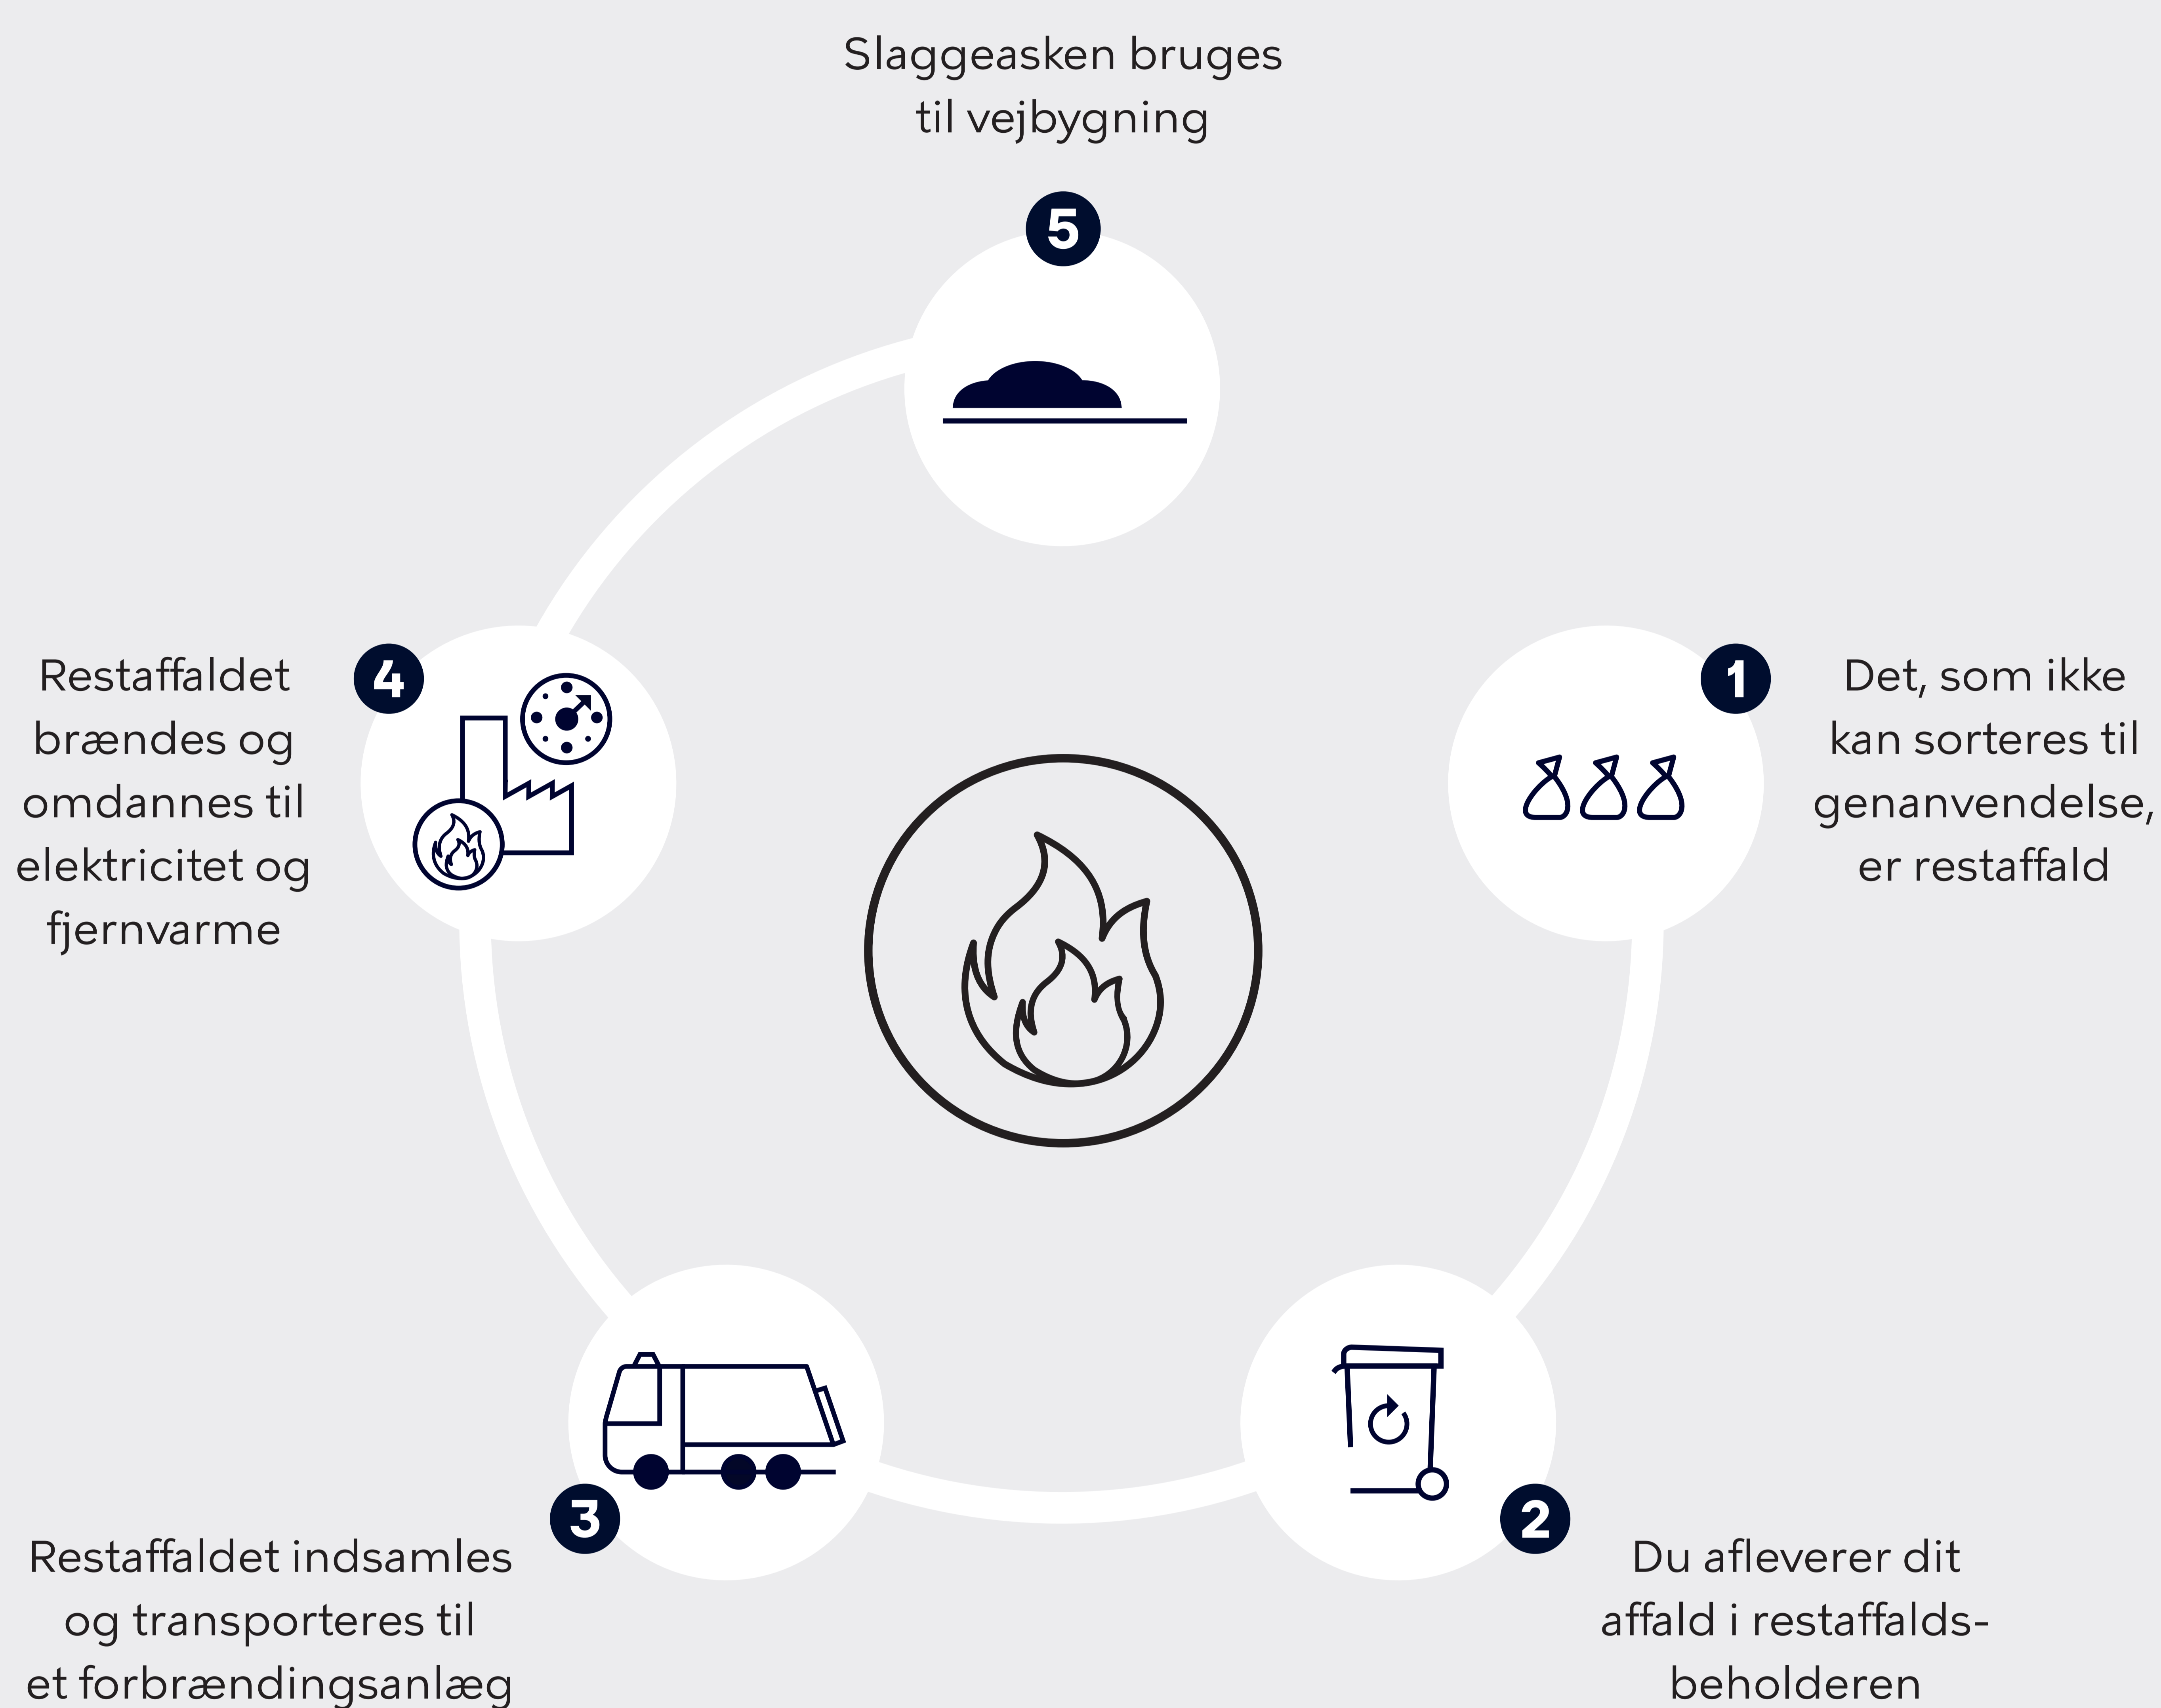 Slaggeasken bruges
til vejbygning
5
4
Restaffaldet
brændes og
omdannes til
elektricitet og
fjernvarme
1
Det, som ikke
kan sorteres til
genanvendelse,
er restaffald
3
Restaffaldet indsamles
og transporteres til
et forbrændingsanlæg
2
Du afleverer dit
affald i restaffalds-
beholderen